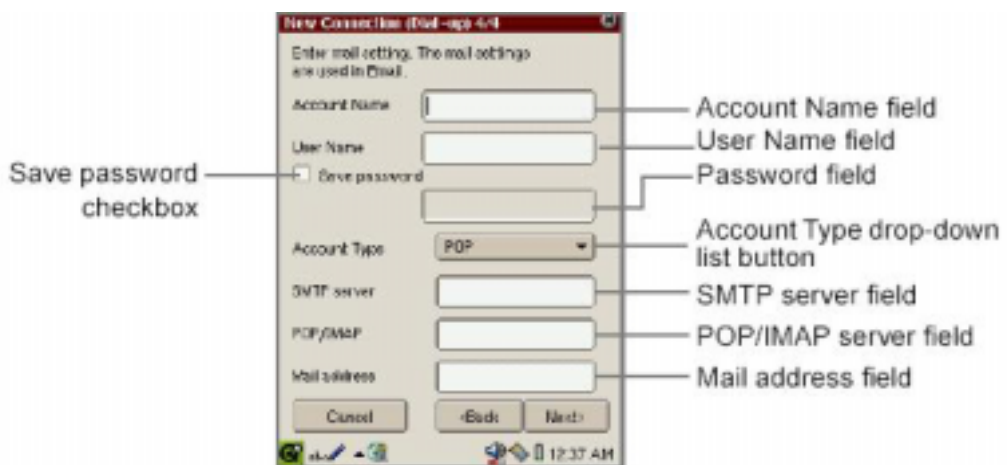 New Connection (Dial-up) 4/4
Enter mail setting. The mail settings
are used in Email.
Account Name
User Name
Save password
Account Type
POP
SMTP server
POP/IMAP
Mail address
Cancel
<Back
Next>
12:37 AM
Save password
checkbox
Account Name field
User Name field
Password field
Account Type drop-down
list button
SMTP server field
POP/IMAP server field
Mail address field